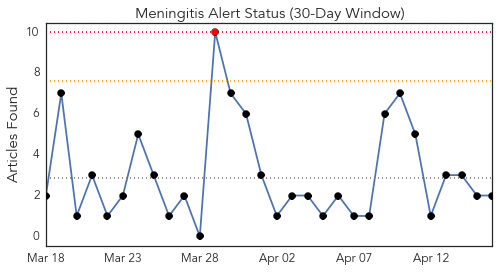 Meningitis Alert Status (30-Day Window)
Articles Found
10
8
6
4
2
0
Mar 18 Mar 23 Mar 28 Apr 02 Apr 07 Apr 12